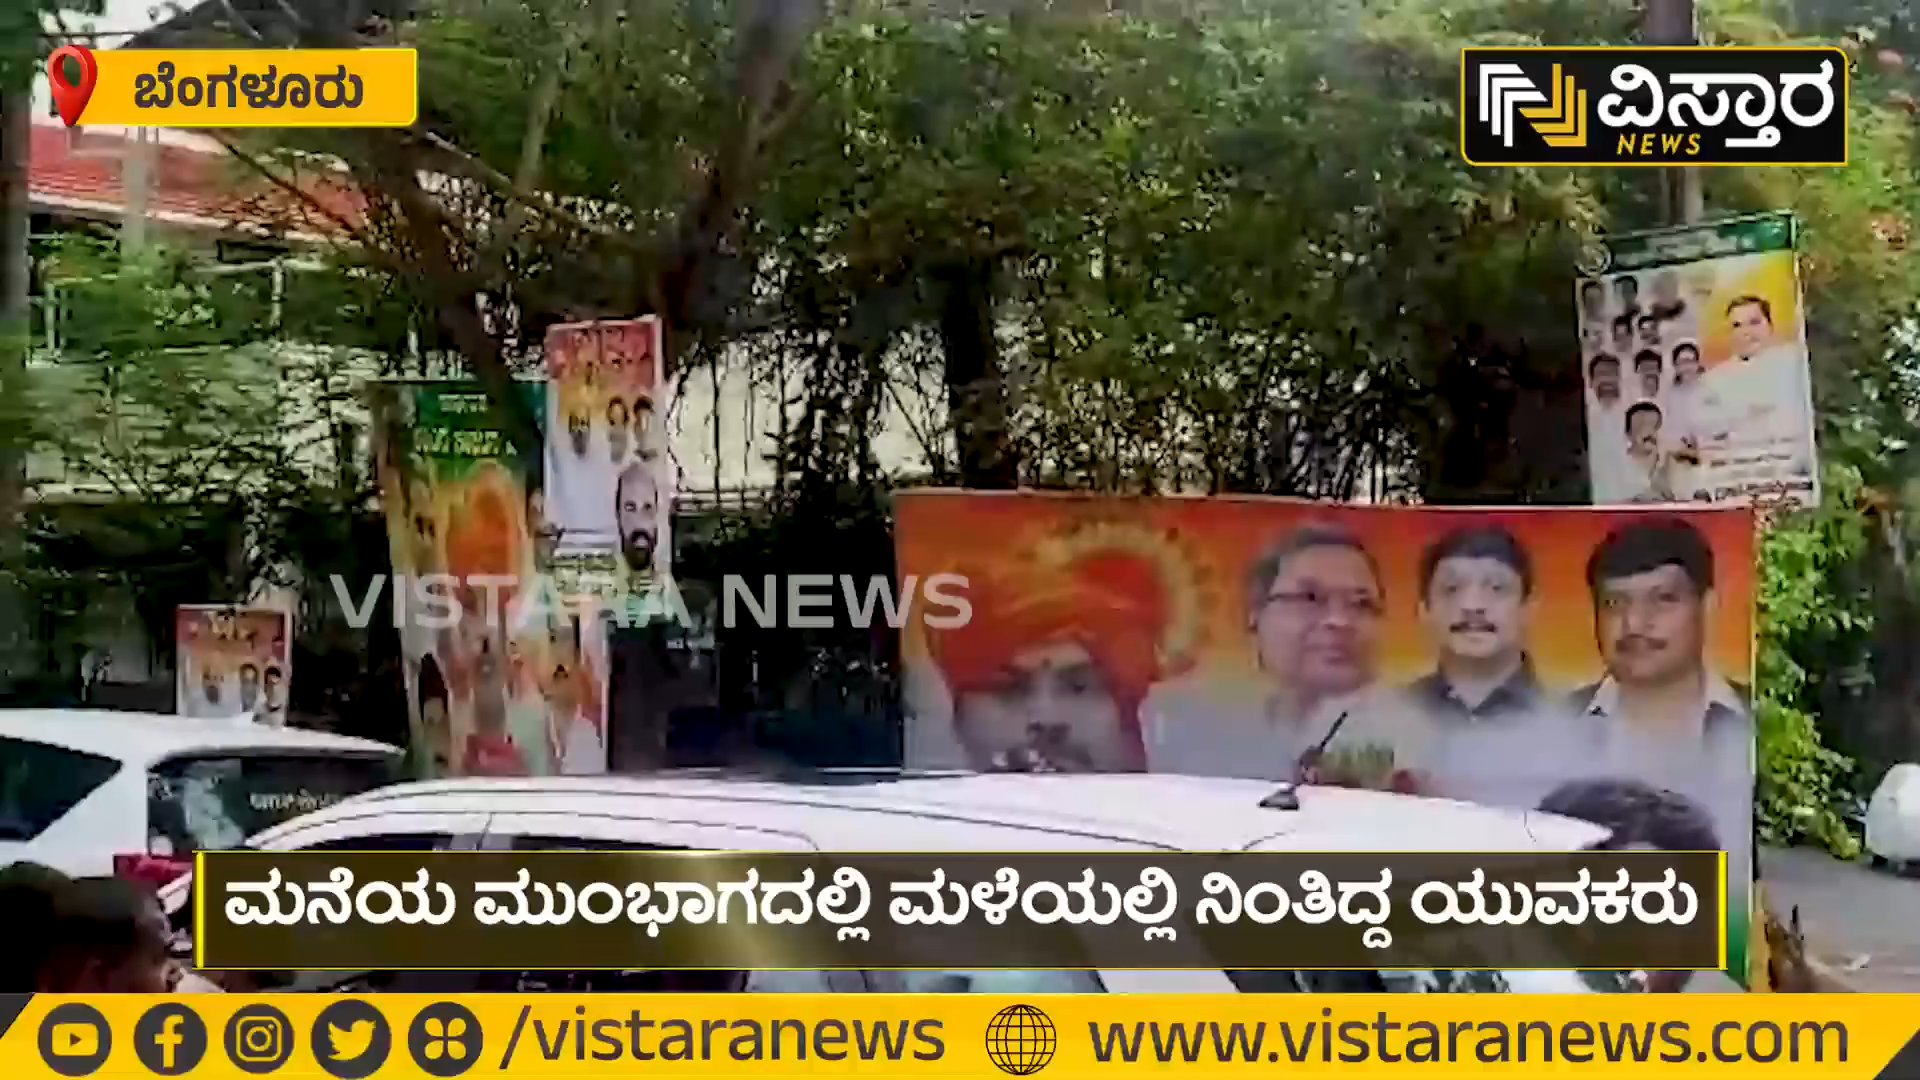 ಬೆಂಗಳೂರು
ವಿಸ್ತಾರ
NEWS
VISTARA NEWS
ಮನೆಯ ಮುಂಭಾಗದಲ್ಲಿ ಮಳೆಯಲ್ಲಿ ನಿಂತಿದ್ದ ಯುವಕರು
/vistaranews
www.vistaranews.com